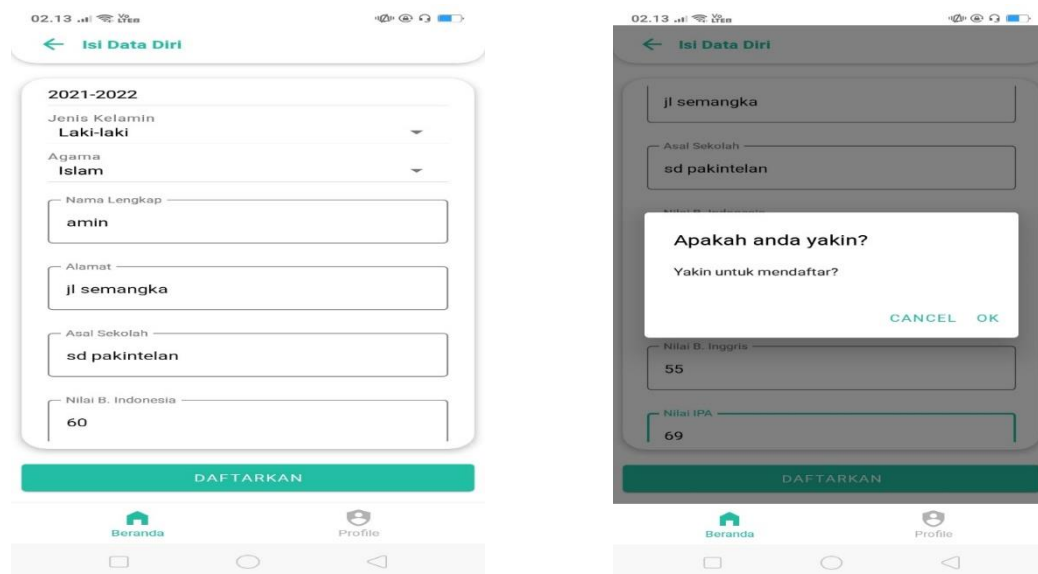 02.13
Isi Data Diri
2021-2022
Jenis Kelamin
Laki-laki
Agama
Islam
Nama Lengkap
amin
Alamat
jl semangka
Asal Sekolah
sd pakintelan
Nilai B. Indonesia
60
DAFTARKAN
Beranda
Profile
02.13
Isi Data Diri
jl semangka
Asal Sekolah
sd pakintelan
Nilai B. Indonesia
Apakah anda yakin?
Yakin untuk mendaftar?
CANCEL OK
Nilai B. Inggris
55
Nilai IPA
69
DAFTARKAN
Beranda
Profile